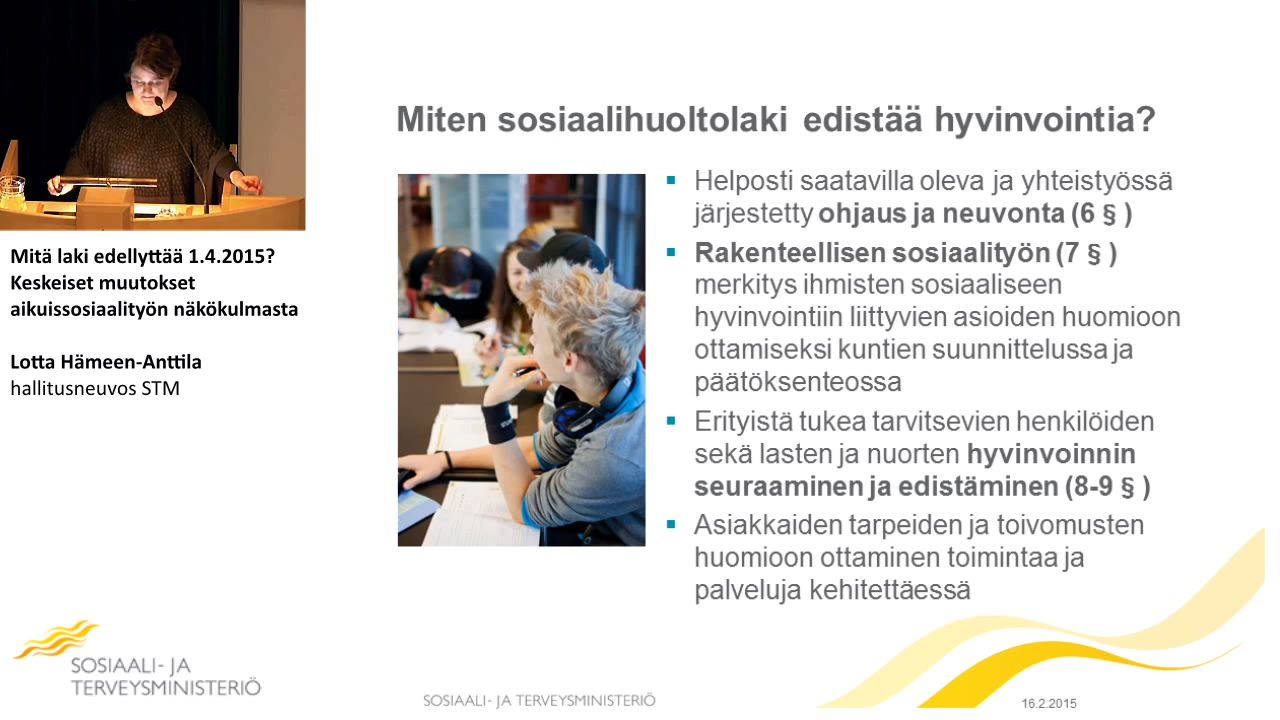 Mitä laki edellyttää 1.4.2015?
Keskeiset muutokset
aikuissosiaalityön näkökulmasta
Lotta Hämeen-Anttila
hallitusneuvos STM
SOSIAALI- JA
TERVEYSMINISTERIÖ
Miten sosiaalihuoltolaki edistää hyvinvointia?
Helposti saatavilla oleva ja yhteistyössä
järjestetty ohjaus ja neuvonta (6 § )
Rakenteellisen sosiaalityön (7 § )
merkitys ihmisten sosiaaliseen
hyvinvointiin liittyvien asioiden huomioon
ottamiseksi kuntien suunnittelussa ja
päätöksenteossa
Erityistä tukea tarvitsevien henkilöiden
sekä lasten ja nuorten hyvinvoinnin
seuraaminen ja edistäminen (8-9 § )
Asiakkaiden tarpeiden ja toivomusten
huomioon ottaminen toimintaa ja
palveluja kehitettäessä
SOSIAALI- JA TERVEYSMINISTERIÖ
16.2.2015